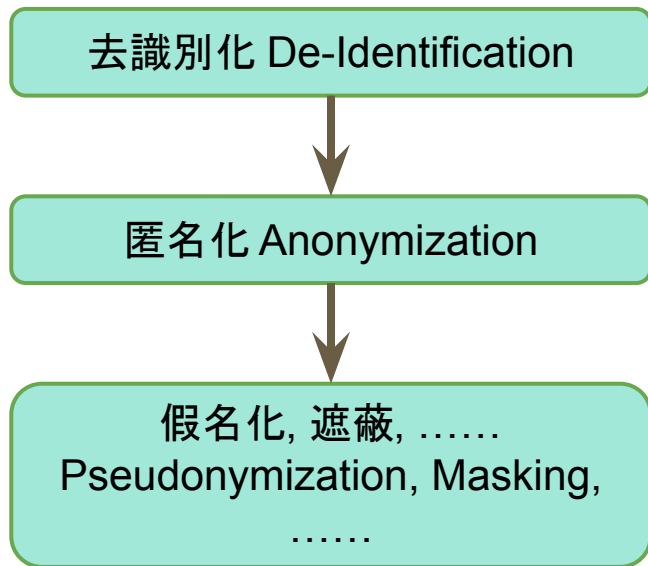 去識別化 De-Identification
匿名化 Anonymization
假名化, 遮蔽, ……
Pseudonymization, Masking,
……